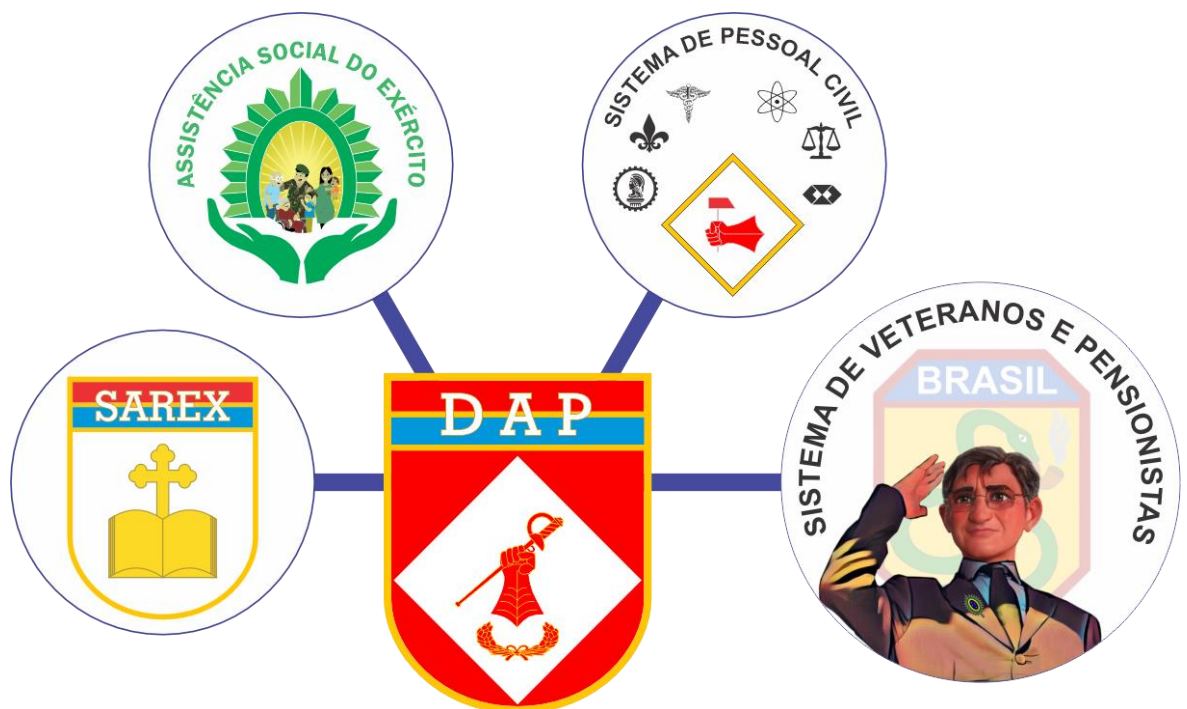 ASSISTÊNCIA SOCIAL DO EXÉRCITO
SISTEMA DE PESSOAL CIVIL
SISTEMA DE VETERANOS E PENSIONISTAS
BRASIL
SAREX
DAP